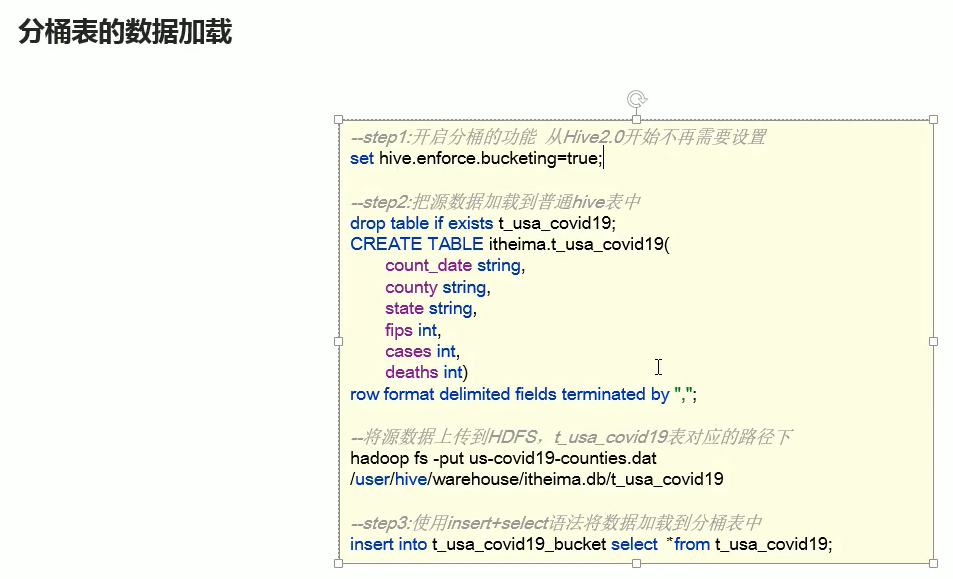 分桶表的数据加载
--step1:开启分桶的功能 从Hive2.0开始不再需要设置
set hive.enforce.bucketing=true;
--step2:把源数据加载到普通hive表中
drop table if exists t_usa_covid19;
CREATE TABLE itheima.t_usa_covid19(
count_date string,
county string,
state string,
fips int,
cases int,
deaths int)
row format delimited fields terminated by ",";
--将源数据上传到HDFS，t_usa_covid19表对应的路径下
hadoop fs -put us-covid19-counties.dat
/user/hive/warehouse/itheima.db/t_usa_covid19
--step3:使用insert+select语法将数据加载到分桶表中
insert into t_usa_covid19_bucket select *from t_usa_covid19;